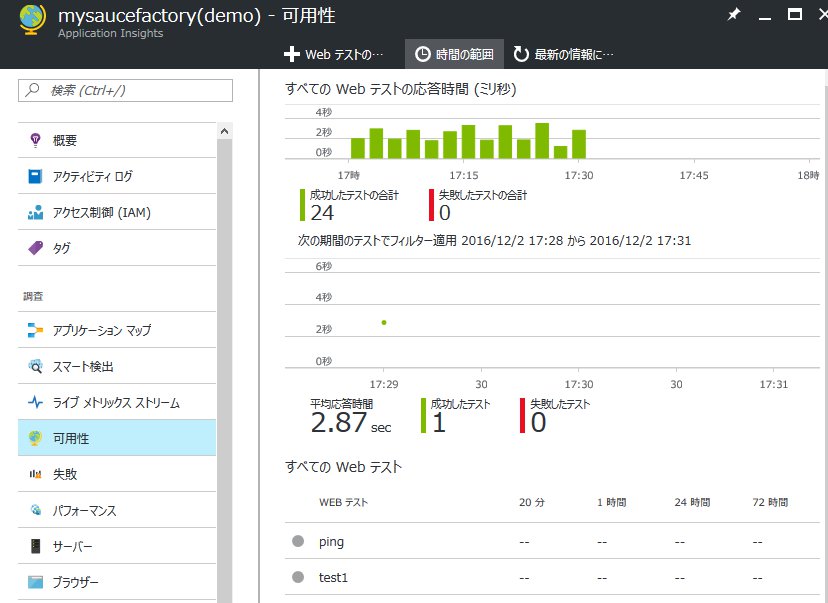 mysaucefactory(demo) - 可用性
Application Insights
Web テストの…
時間の範囲
最新の情報に…
検索 (Ctrl+/)
概要
アクティビティ ログ
アクセス制御 (IAM)
タグ
調査
アプリケーション マップ
スマート検出
ライブ メトリックス ストリーム
可用性
失敗
パフォーマンス
サーバー
ブラウザー
すべての Web テストの応答時間 (ミリ秒)
4秒
2秒
0秒
17時 17:15 17:30 17:45 18時
成功したテストの合計
24
失敗したテストの合計
0
次の期間のテストでフィルター適用 2016/12/2 17:28 から 2016/12/2 17:31
6秒
4秒
2秒
0秒
17:29 30 17:30 30 17:31
平均応答時間
2.87 sec
成功したテスト
1
失敗したテスト
0
すべての Web テスト
WEB テスト 20 分 1 時間 24 時間 72 時間
ping -- -- -- --
test1 -- -- -- --